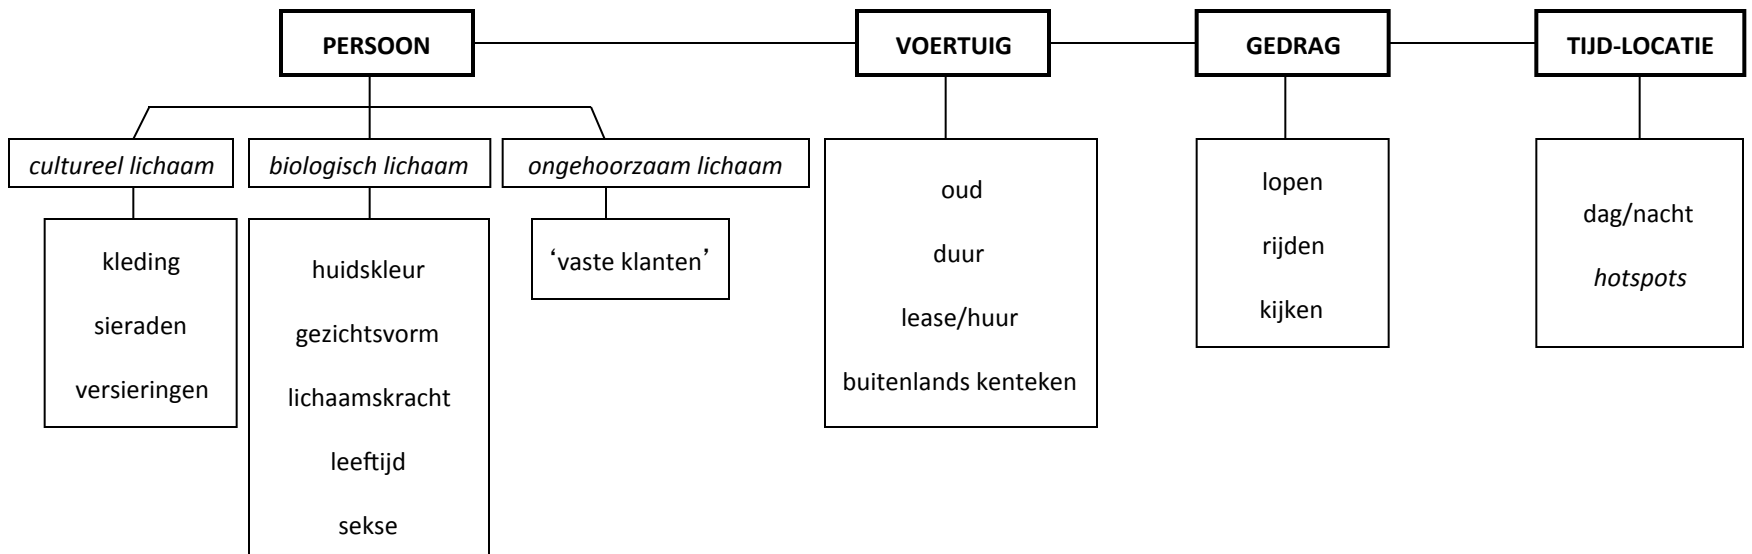 PERSOON
VOERTUIG
GEDRAG
TIJD-LOCATIE
cultureel lichaam
biologisch lichaam
ongehoorzaam lichaam
kleding
sieraden
versieringen
huidskleur
gezichtsvorm
lichaamskracht
leeftijd
sekse
‘vaste klanten’
oud
duur
lease/huur
buitenlands kenteken
lopen
rijden
kijken
dag/nacht
hotspots